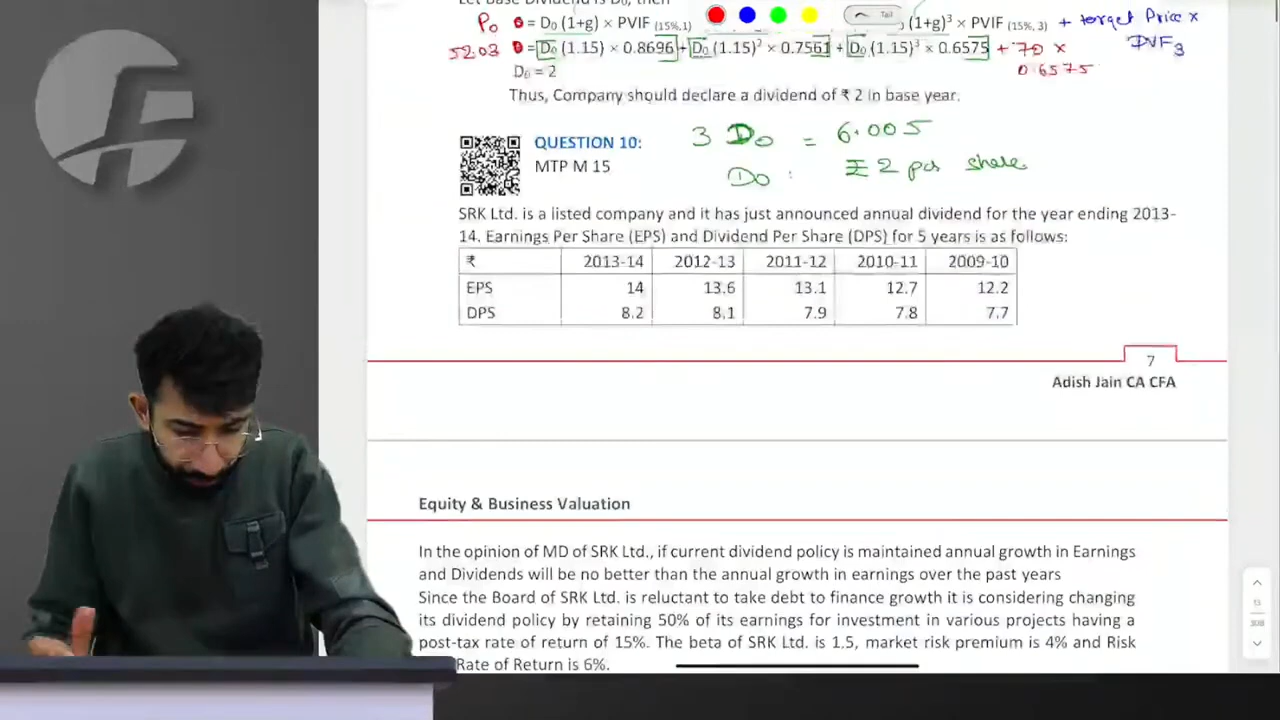 P₀ = D₀ (1+g) × PVIF (15%,1) (1+g)³ × PVIF (15%, 3) + target Price ×
PVF₃
52.03 = D₀ (1.15) × 0.8696 + D₀ (1.15)² × 0.7561 + D₀ (1.15)³ × 0.6575 + 70 ×
0.6575
D₀ = 2
Thus, Company should declare a dividend of ₹ 2 in base year.
3 D₀ = 6.005
D₀ : ₹ 2 per share
QUESTION 10:
MTP M 15
SRK Ltd. is a listed company and it has just announced annual dividend for the year ending 2013-
14. Earnings Per Share (EPS) and Dividend Per Share (DPS) for 5 years is as follows:
₹ 2013-14 2012-13 2011-12 2010-11 2009-10
EPS 14 13.6 13.1 12.7 12.2
DPS 8.2 8.1 7.9 7.8 7.7
7
Adish Jain CA CFA
Equity & Business Valuation
In the opinion of MD of SRK Ltd., if current dividend policy is maintained annual growth in Earnings
and Dividends will be no better than the annual growth in earnings over the past years
Since the Board of SRK Ltd. is reluctant to take debt to finance growth it is considering changing
its dividend policy by retaining 50% of its earnings for investment in various projects having a
post-tax rate of return of 15%. The beta of SRK Ltd. is 1.5, market risk premium is 4% and Risk
Rate of Return is 6%.